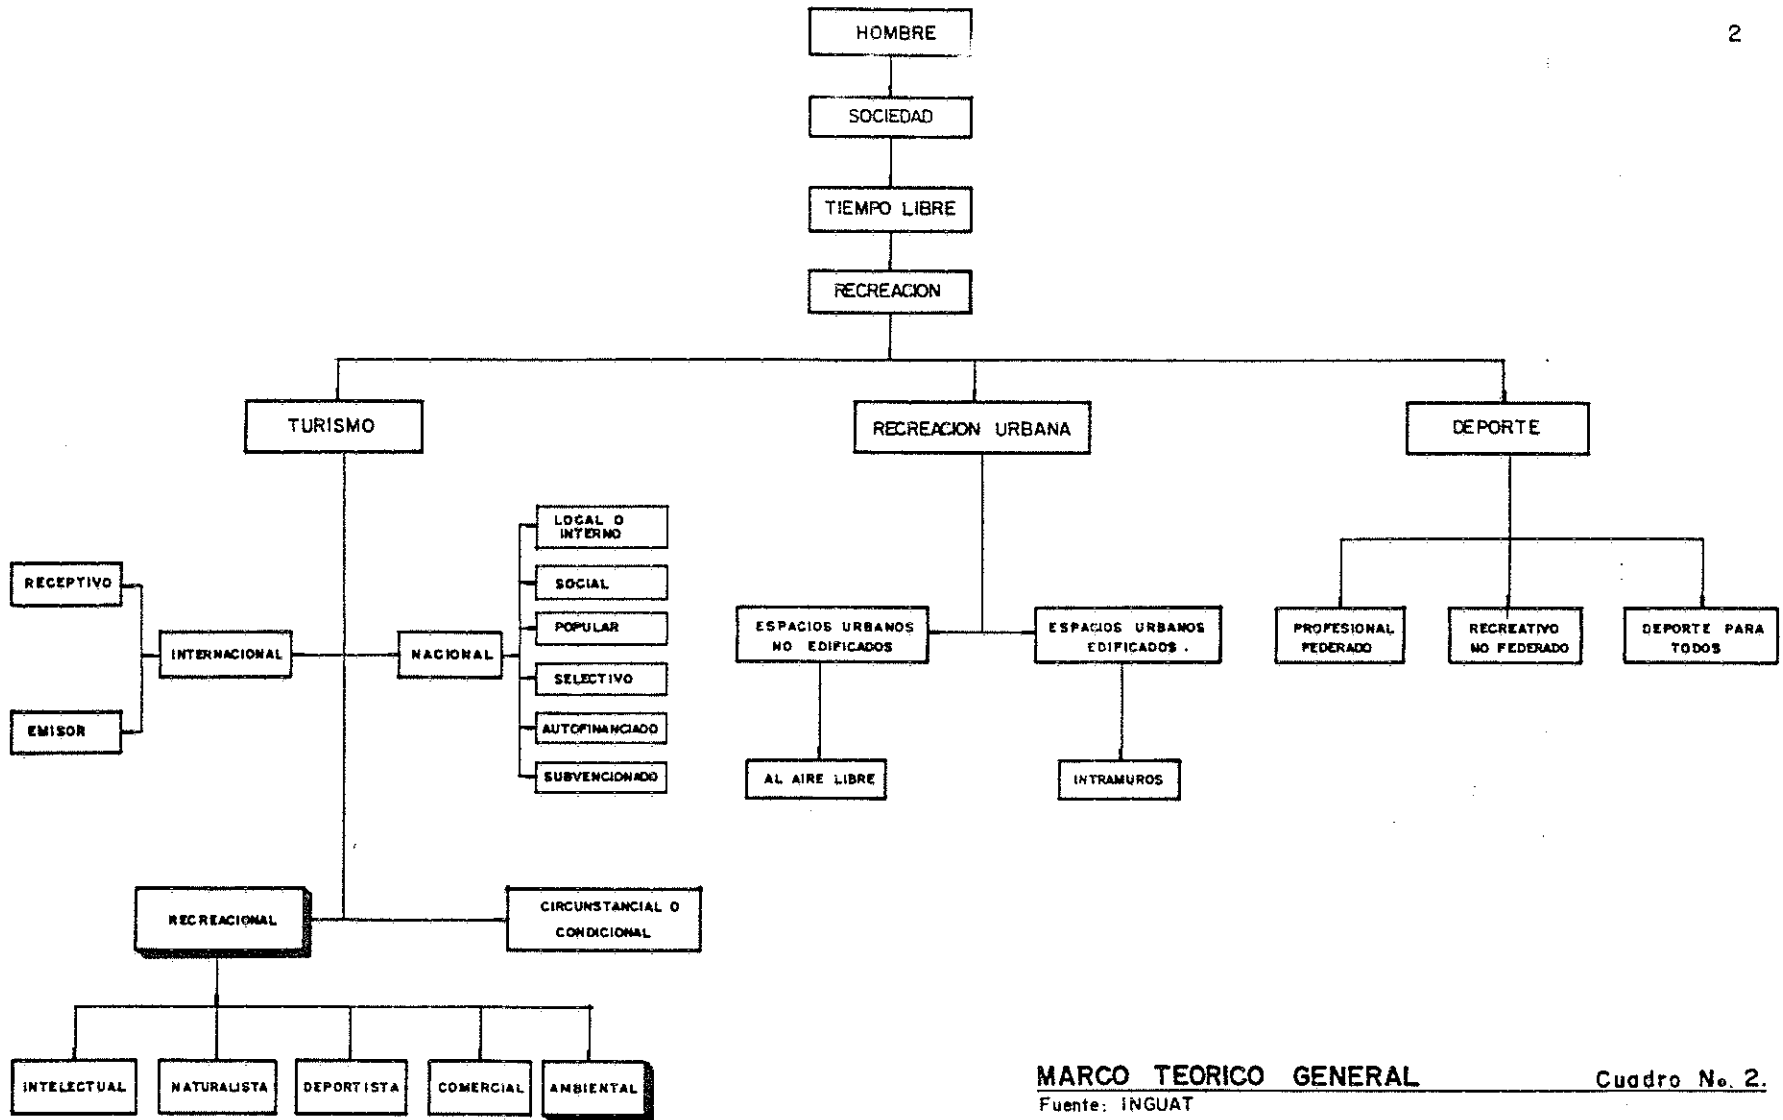 2
HOMBRE
SOCIEDAD
TIEMPO LIBRE
RECREACION
TURISMO
RECREACION URBANA
DEPORTE
RECEPTIVO
EMISOR
INTERNACIONAL
NACIONAL
LOCAL O
INTERNO
SOCIAL
POPULAR
SELECTIVO
AUTOFINANCIADO
SUBVENCIONADO
ESPACIOS URBANOS
NO EDIFICADOS
ESPACIOS URBANOS
EDIFICADOS.
AL AIRE LIBRE
INTRAMUROS
PROFESIONAL
FEDERADO
RECREATIVO
NO FEDERADO
DEPORTE PARA
TODOS
RECREACIONAL
CIRCUNSTANCIAL O
CONDICIONAL
INTELECTUAL
NATURALISTA
DEPORTISTA
COMERCIAL
AMBIENTAL
MARCO TEORICO GENERAL
Cuadro No. 2.
Fuente: INGUAT